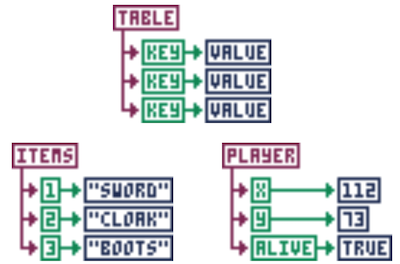 TABLE
KEY VALUE
KEY VALUE
KEY VALUE
ITEMS
1 "SWORD"
2 "CLOAK"
3 "BOOTS"
PLAYER
X 112
Y 73
ALIVE TRUE